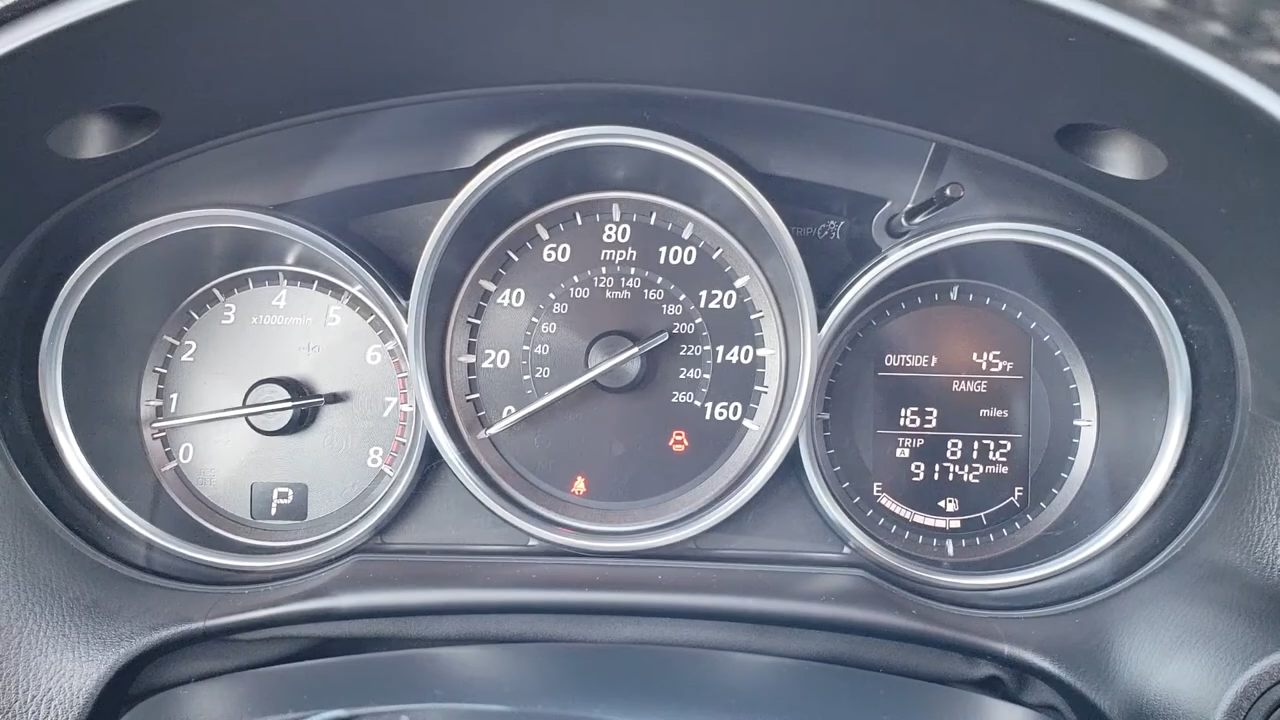 TRIP/
0
1
2
3
4
5
6
7
8
x1000r/min
P
0
20
40
60
80
100
120
140
160
mph
20
40
60
80
100
120
140
160
180
200
220
240
260
km/h
OUTSIDE 45°F
RANGE
163 miles
TRIP A 817.2
91742 mile
E F